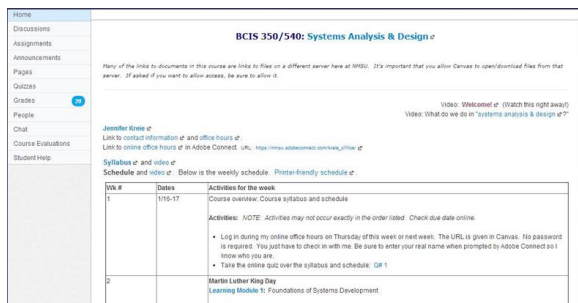 Home
Discussions
Assignments
Announcements
Pages
Quizzes
Grades 20
People
Chat
Course Evaluations
Student Help
BCIS 350/540: Systems Analysis & Design
Many of the links to documents in this course are links to files on a different server here at NMSU. It's important that you allow Canvas to open/download files from that
server. If asked if you want to allow access, be sure to allow it.
Video: Welcome! (Watch this right away!)
Video: What do we do in "systems analysis & design?"
Jennifer Kreie
Link to contact information and office hours.
Link to online office hours in Adobe Connect. URL: https://nmsu.adobeconnect.com/kreie_office/
Syllabus and video
Schedule and video. Below is the weekly schedule. Printer-friendly schedule.
Wk # Dates Activities for the week
1 1/16-17 Course overview: Course syllabus and schedule
Activities: NOTE: Activities may not occur exactly in the order listed. Check due date online.
• Log in during my online office hours on Thursday of this week or next week. The URL is given in Canvas. No password
is required. You just have to check in with me. Be sure to enter your real name when prompted by Adobe Connect so I
know who you are.
• Take the online quiz over the syllabus and schedule: Q# 1
2 Martin Luther King Day
Learning Module 1: Foundations of Systems Development